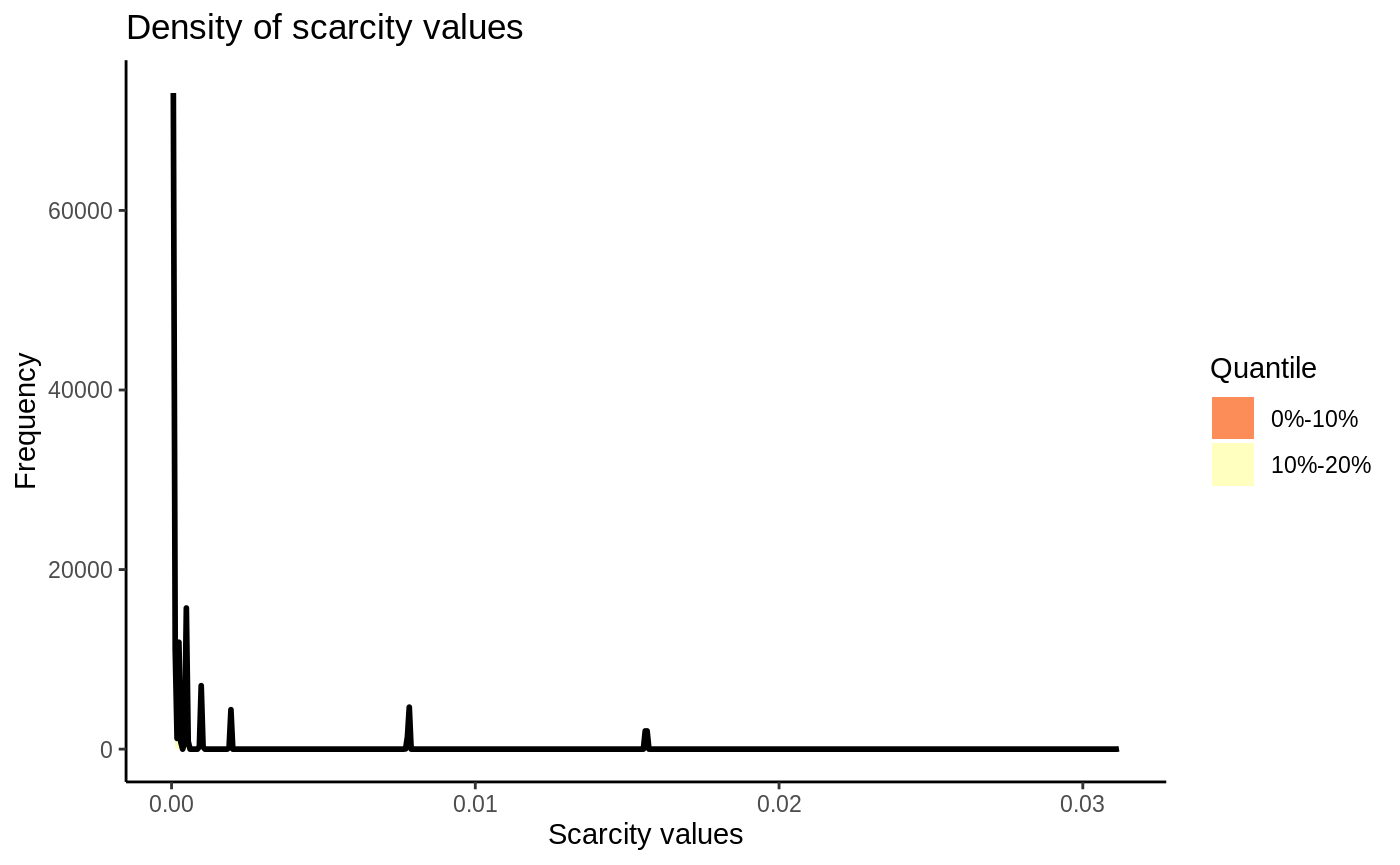 Density of scarcity values
Frequency
60000
40000
20000
0
0.00
0.01
0.02
0.03
Scarcity values
Quantile
0%-10%
10%-20%